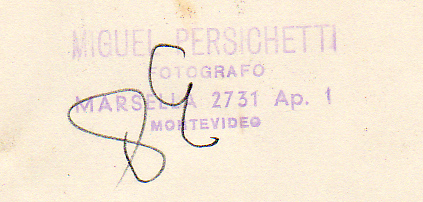 MIGUEL PERSICHETTI
FOTOGRAFO
MARSELLA 2731 Ap. 1
MONTEVIDEO